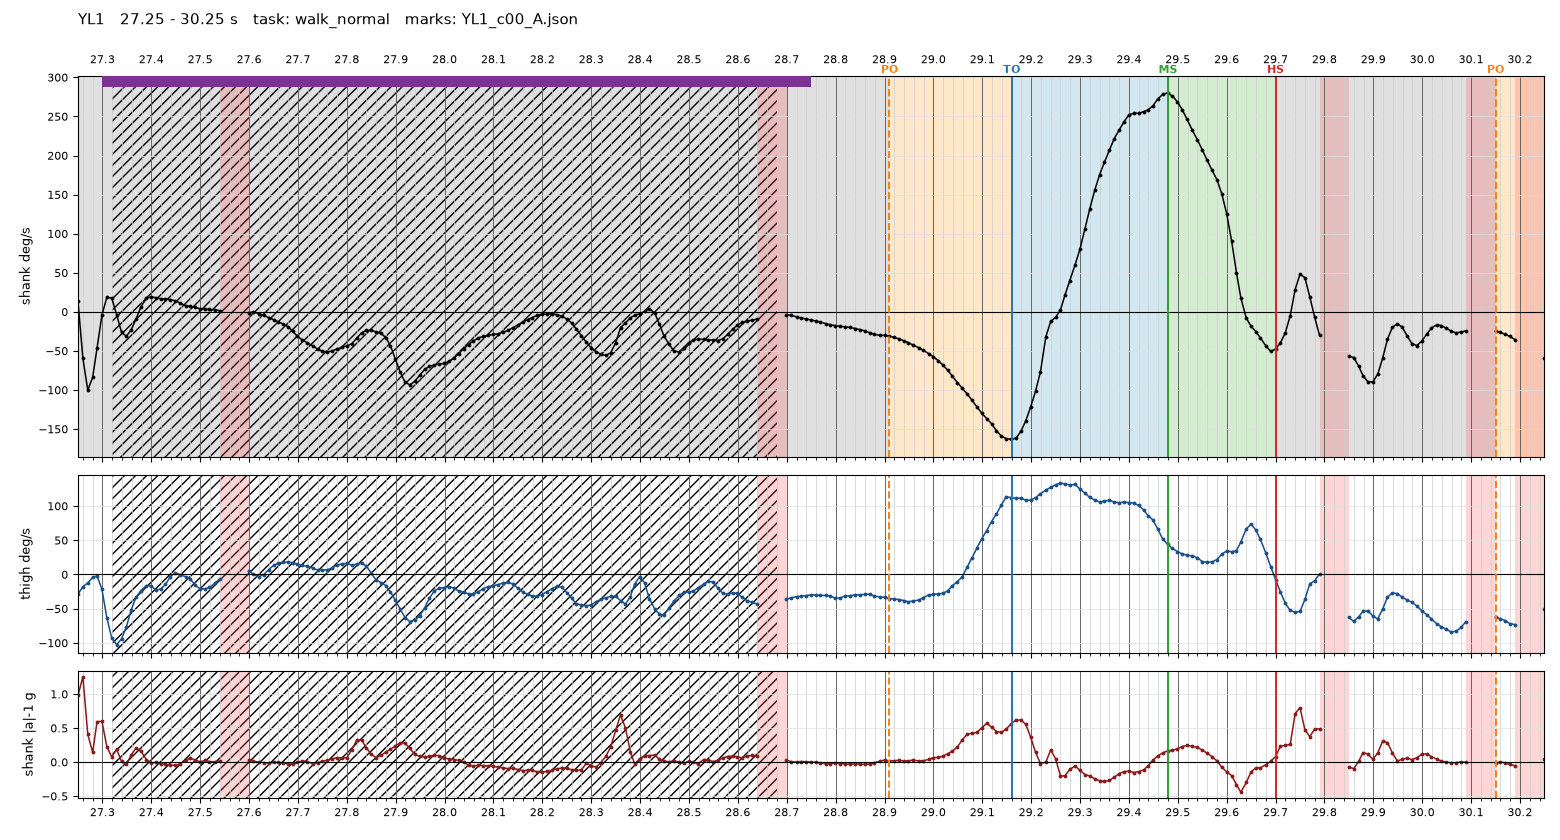 YL1   27.25 - 30.25 s   task: walk_normal   marks: YL1_c00_A.json
27.3 27.4 27.5 27.6 27.7 27.8 27.9 28.0 28.1 28.2 28.3 28.4 28.5 28.6 28.7 28.8 28.9 29.0 29.1 29.2 29.3 29.4 29.5 29.6 29.7 29.8 29.9 30.0 30.1 30.2
PO TO MS HS PO
300
250
200
150
100
50
0
−50
−100
−150
shank deg/s
100
50
0
−50
−100
thigh deg/s
1.0
0.5
0.0
−0.5
shank |a|-1 g
27.3 27.4 27.5 27.6 27.7 27.8 27.9 28.0 28.1 28.2 28.3 28.4 28.5 28.6 28.7 28.8 28.9 29.0 29.1 29.2 29.3 29.4 29.5 29.6 29.7 29.8 29.9 30.0 30.1 30.2